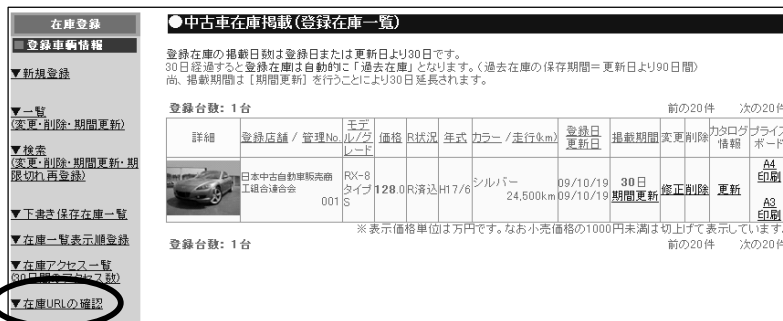 在庫登録
■登録車輌情報
▼新規登録
▼一覧
(変更・削除・期間更新)
▼検索
(変更・削除・期間更新・期
限切れ再登録)
▼下書き保存在庫一覧
▼在庫一覧表示順登録
▼在庫アクセス一覧
(30日間のアクセス数)
▼在庫URLの確認
●中古車在庫掲載(登録在庫一覧)
登録在庫の掲載日数は登録日または更新日より30日です。
30日経過すると登録在庫は自動的に「過去在庫」となります。(過去在庫の保存期間=更新日より90日間)
尚、掲載期間は[期間更新]を行うことにより30日延長されます。
登録台数: 1台 前の20件 次の20件
詳細 登録店舗 / 管理No. モデル/グレード 価格 R状況 年式 カラー /走行(km) 登録日 更新日 掲載期間 変更 削除 カタログ情報 プライスボード
日本中古自動車販売商工組合連合会 001 RX-8 タイプS 128.0 R済込 H17/6 シルバー 24,500km 09/10/19 09/10/19 30日 期間更新 修正 削除 更新 A4印刷 A3印刷
※表示価格単位は万円です。なお小売価格の1000円未満は切上げて表示しています。
登録台数: 1台 前の20件 次の20件